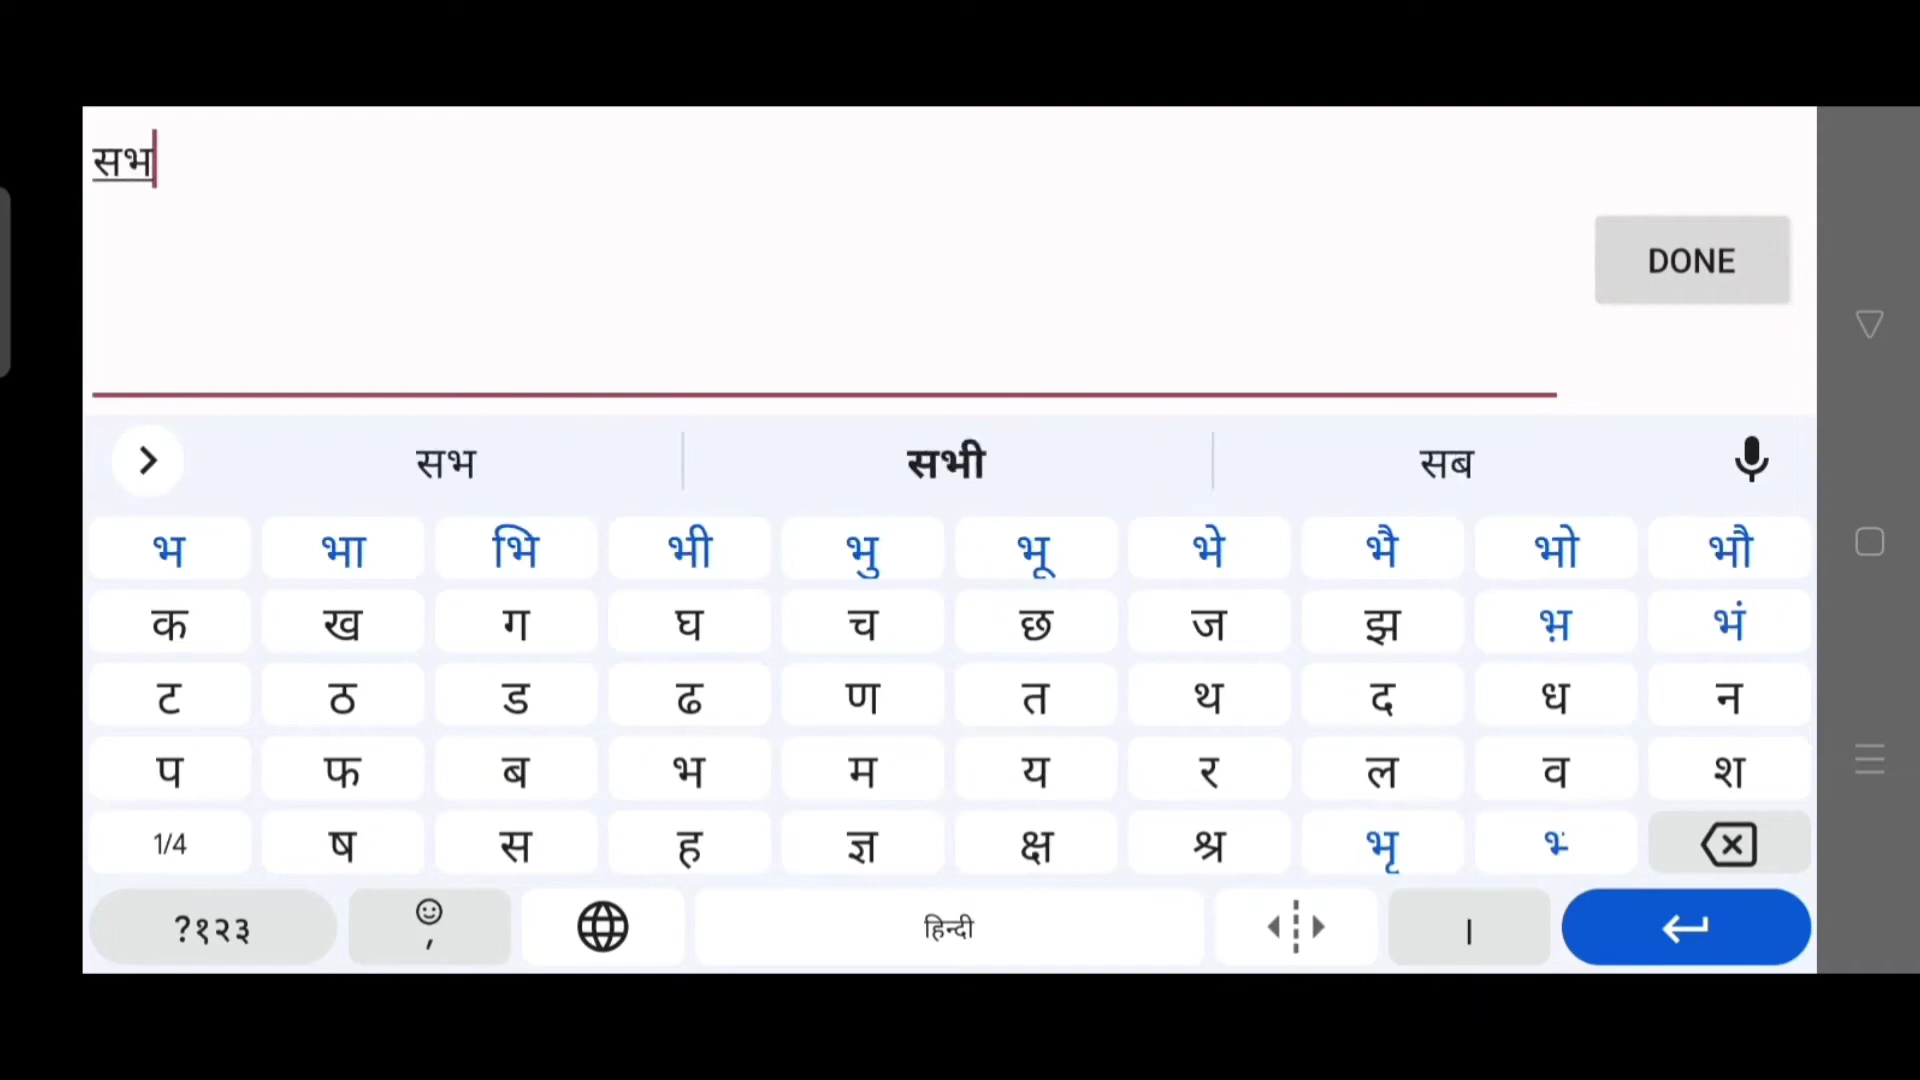 सभ
DONE
सभ सभी सब
भ भा भि भी भु भू भे भै भो भौ
क ख ग घ च छ ज झ भ़ भं
ट ठ ड ढ ण त थ द ध न
प फ ब भ म य र ल व श
1/4 ष स ह ज्ञ क्ष श्र भृ भ्
?१२३ , हिन्दी ।